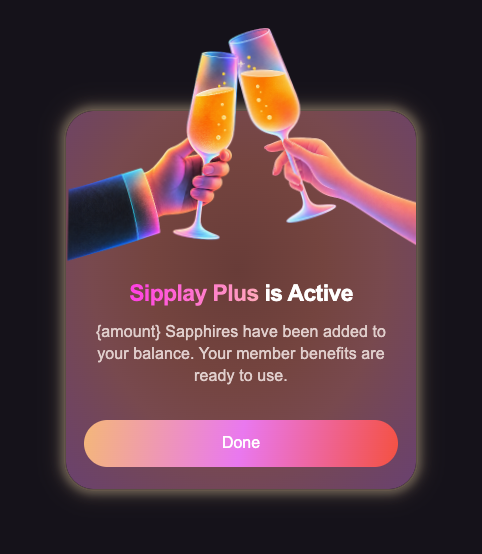 Sipplay Plus is Active
{amount} Sapphires have been added to
your balance. Your member benefits are
ready to use.
Done